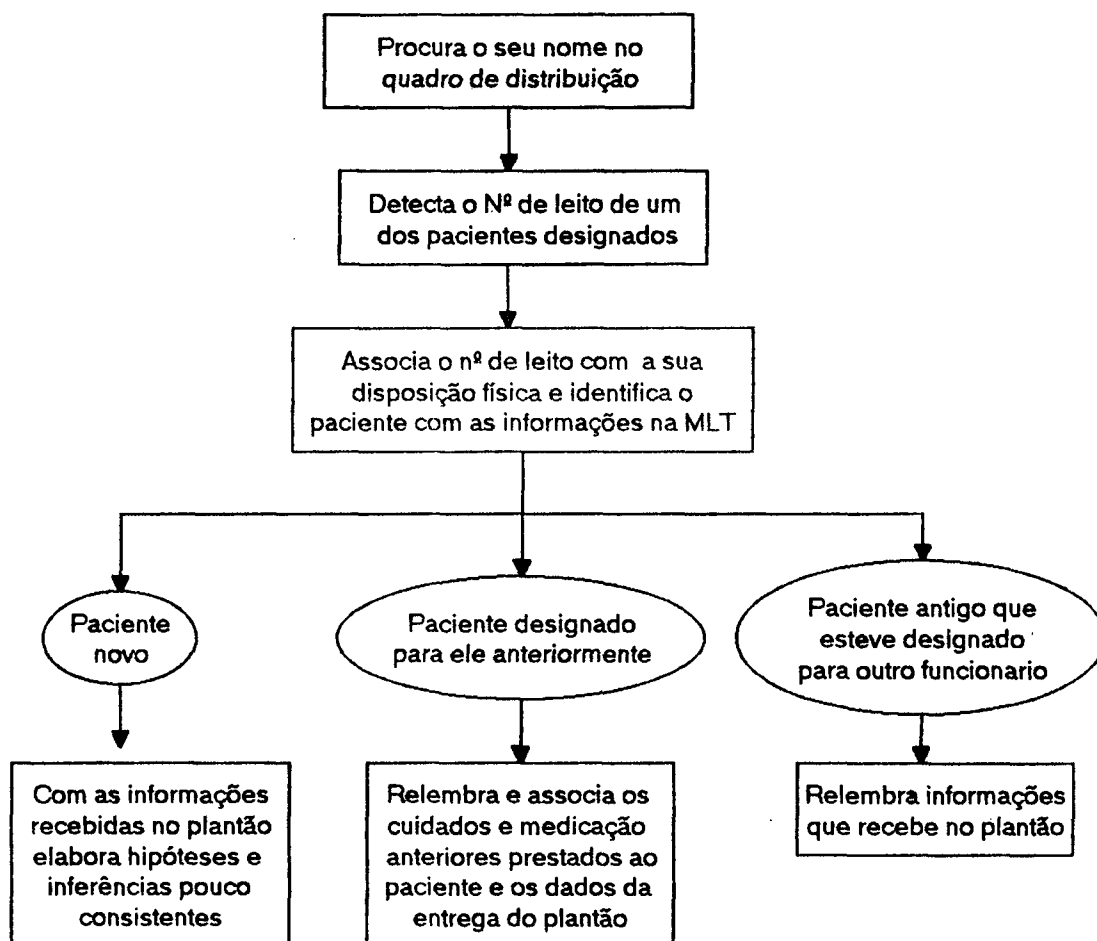 Procura o seu nome no
quadro de distribuição
Detecta o Nº de leito de um
dos pacientes designados
Associa o nº de leito com a sua
disposição física e identifica o
paciente com as informações na MLT
Paciente
novo
Paciente designado
para ele anteriormente
Paciente antigo que
esteve designado
para outro funcionario
Com as informações
recebidas no plantão
elabora hipóteses e
inferências pouco
consistentes
Relembra e associa os
cuidados e medicação
anteriores prestados ao
paciente e os dados da
entrega do plantão
Relembra informações
que recebe no plantão